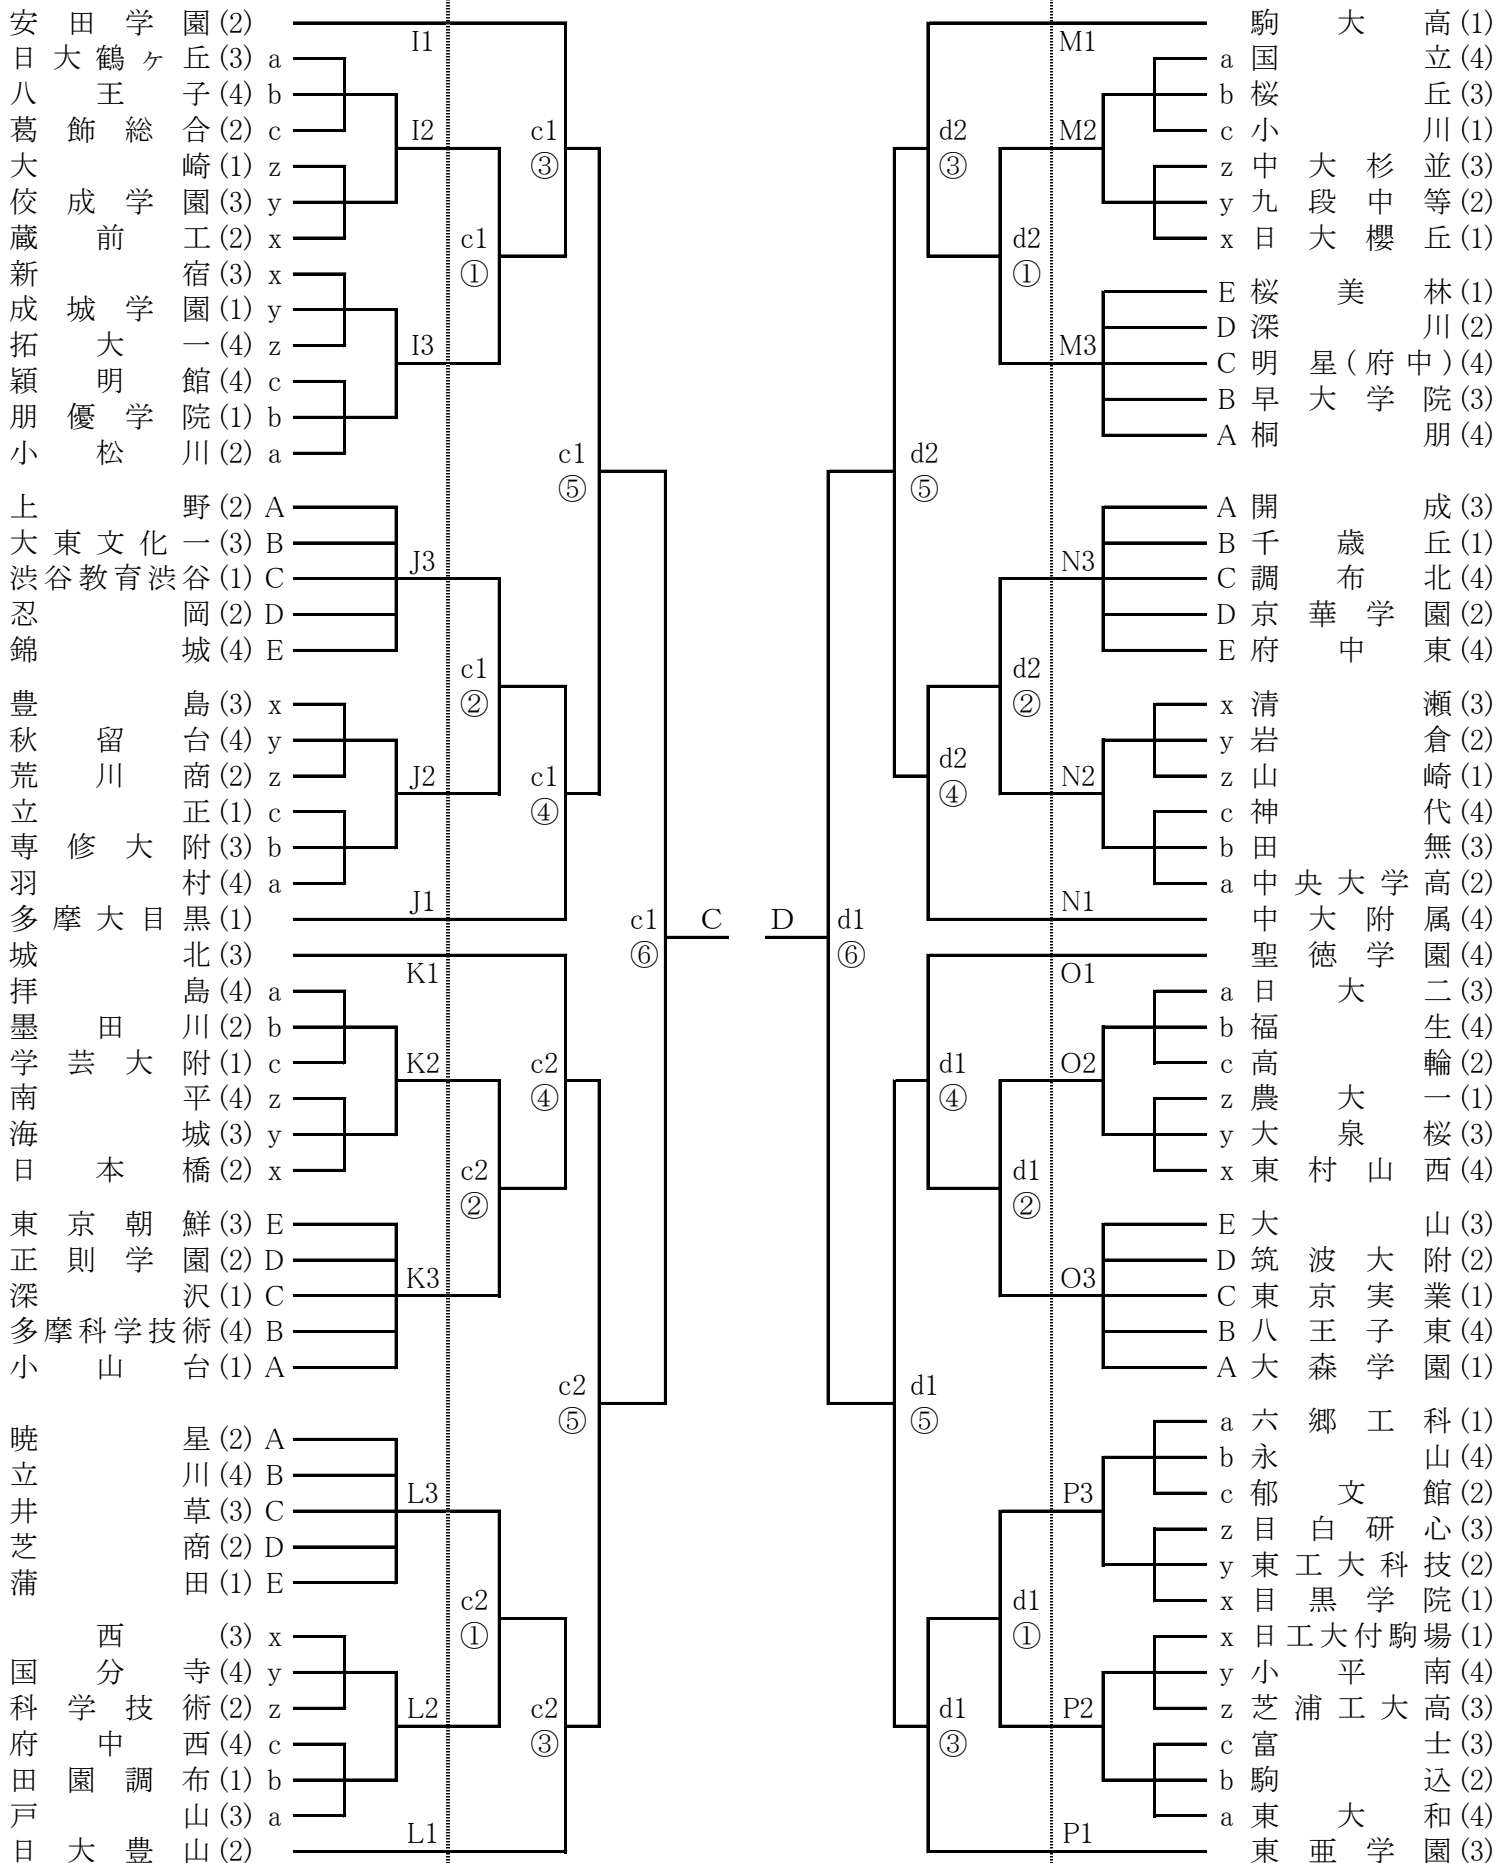 安田学園(2)
I1
日大鶴ヶ丘(3) a
八王子(4) b
葛飾総合(2) c
I2
大崎(1) z
佼成学園(3) y
蔵前工(2) x
新宿(3) x
成城学園(1) y
拓大一(4) z
I3
穎明館(4) c
朋優学院(1) b
小松川(2) a
上野(2) A
大東文化一(3) B
渋谷教育渋谷(1) C
J3
忍岡(2) D
錦城(4) E
豊島(3) x
秋留台(4) y
荒川商(2) z
J2
立正(1) c
専修大附(3) b
羽村(4) a
多摩大目黒(1)
J1
城北(3)
K1
拝島(4) a
墨田川(2) b
学芸大附(1) c
K2
南平(4) z
海城(3) y
日本橋(2) x
東京朝鮮(3) E
正則学園(2) D
深沢(1) C
K3
多摩科学技術(4) B
小山台(1) A
暁星(2) A
立川(4) B
井草(3) C
L3
芝商(2) D
蒲田(1) E
西(3) x
国分寺(4) y
科学技術(2) z
L2
府中西(4) c
田園調布(1) b
戸山(3) a
日大豊山(2)
L1
c1
③
c1
①
c1
⑤
c1
②
c1
④
c1
⑥
C
c2
④
c2
②
c2
⑤
c2
①
c2
③
D
d1
⑥
d2
③
d2
①
d2
⑤
d2
②
d2
④
d1
④
d1
②
d1
⑤
d1
①
d1
③
駒大高(1)
M1
a 国立(4)
b 桜丘(3)
c 小川(1)
M2
z 中大杉並(3)
y 九段中等(2)
x 日大櫻丘(1)
E 桜美林(1)
D 深川(2)
M3
C 明星(府中)(4)
B 早大学院(3)
A 桐朋(4)
A 開成(3)
B 千歳丘(1)
N3
C 調布北(4)
D 京華学園(2)
E 府中東(4)
x 清瀬(3)
y 岩倉(2)
z 山崎(1)
N2
c 神代(4)
b 田無(3)
a 中央大学高(2)
N1
中大附属(4)
聖徳学園(4)
O1
a 日大二(3)
b 福生(4)
c 高輪(2)
O2
z 農大一(1)
y 大泉桜(3)
x 東村山西(4)
E 大山(3)
D 筑波大附(2)
O3
C 東京実業(1)
B 八王子東(4)
A 大森学園(1)
a 六郷工科(1)
b 永山(4)
c 郁文館(2)
P3
z 目白研心(3)
y 東工大科技(2)
x 目黒学院(1)
x 日工大付駒場(1)
y 小平南(4)
z 芝浦工大高(3)
P2
c 富士(3)
b 駒込(2)
a 東大和(4)
P1
東亜学園(3)